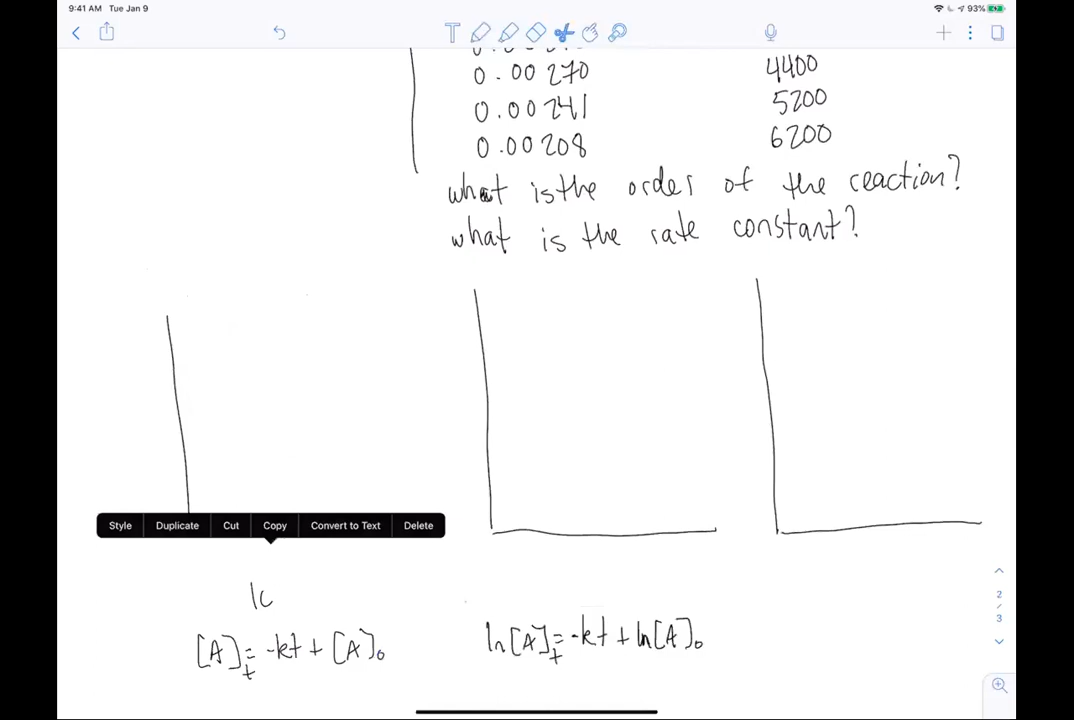 9:41 AM Tue Jan 9
93%
0.00270 4400
0.00241 5200
0.00208 6200
what is the order of the reaction?
what is the rate constant?
Style Duplicate Cut Copy Convert to Text Delete
[A]t = -kt + [A]0
ln[A]t = -kt + ln[A]0
2
/
3